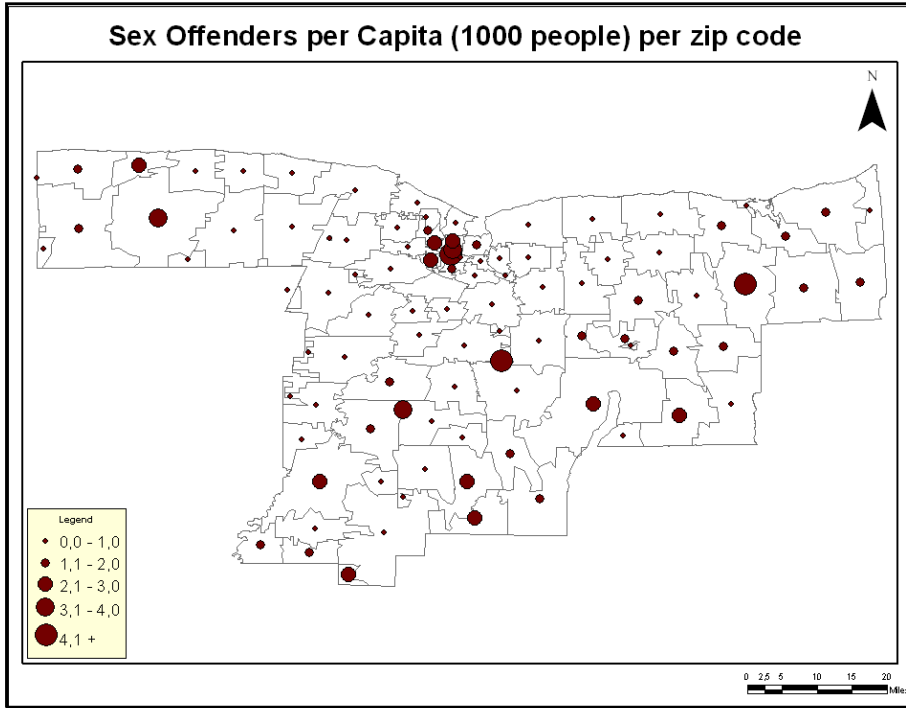 Sex Offenders per Capita (1000 people) per zip code
N
Legend
0,0 - 1,0
1,1 - 2,0
2,1 - 3,0
3,1 - 4,0
4,1 +
0 2,5 5 10 15 20
Miles